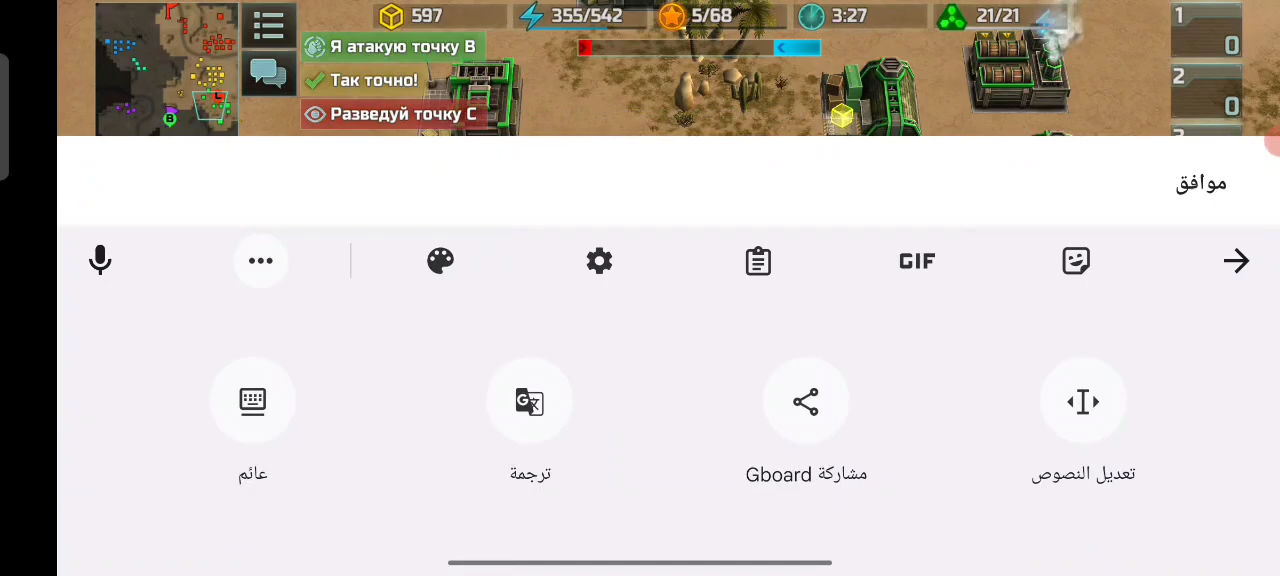 597
355/542
5/68
3:27
21/21
1
0
Я атакую точку B
Так точно!
2
0
Разведуй точку C
B
موافق
GIF
تعديل النصوص
مشاركة Gboard
ترجمة
عائم